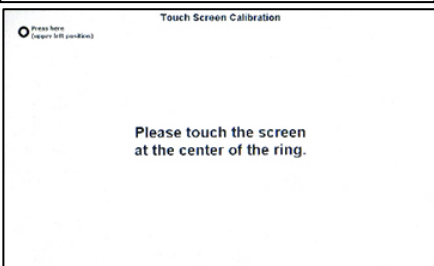 Touch Screen Calibration
Press here
(upper left position)
Please touch the screen
at the center of the ring.